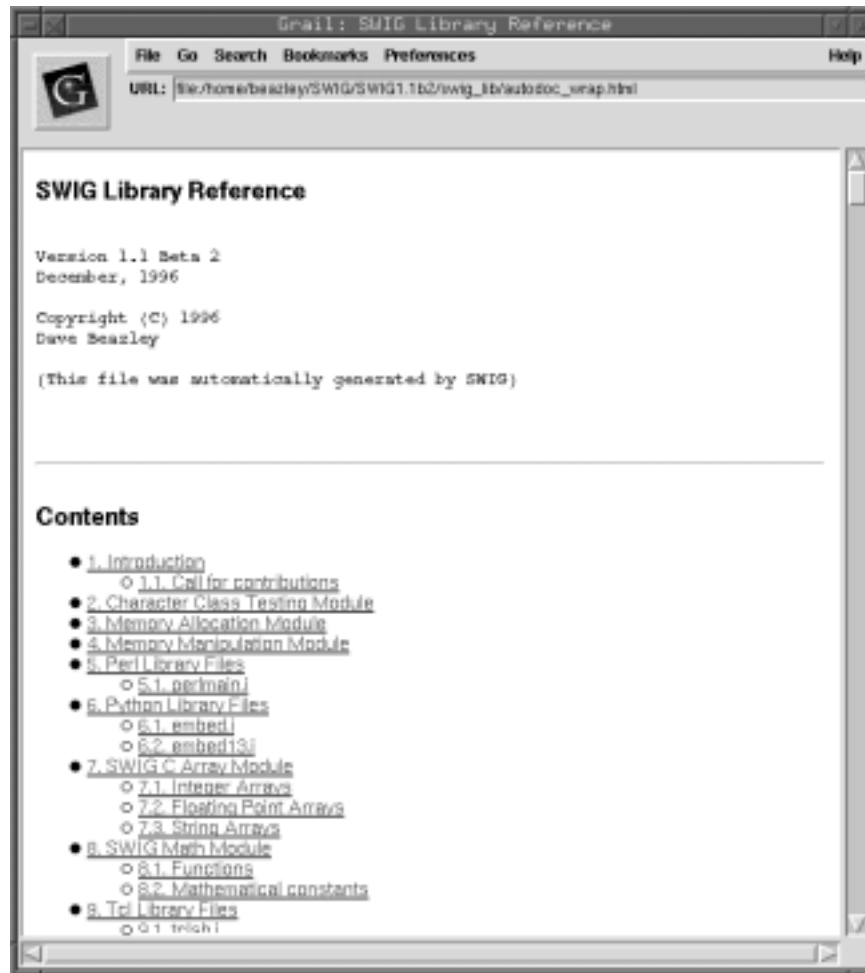 Grail: SWIG Library Reference
File Go Search Bookmarks Preferences Help
G
URL: file:/home/beazley/SWIG/SWIG1.1b2/swig_lib/autodoc_wrap.html
SWIG Library Reference
Version 1.1 Beta 2
December, 1996
Copyright (C) 1996
Dave Beazley
(This file was automatically generated by SWIG)
Contents
1. Introduction
1.1. Call for contributions
2. Character Class Testing Module
3. Memory Allocation Module
4. Memory Manipulation Module
5. Perl Library Files
5.1. perlmain.i
6. Python Library Files
6.1. embed.i
6.2. embed13.i
7. SWIG C Array Module
7.1. Integer Arrays
7.2. Floating Point Arrays
7.3. String Arrays
8. SWIG Math Module
8.1. Functions
8.2. Mathematical constants
9. Tcl Library Files
9.1